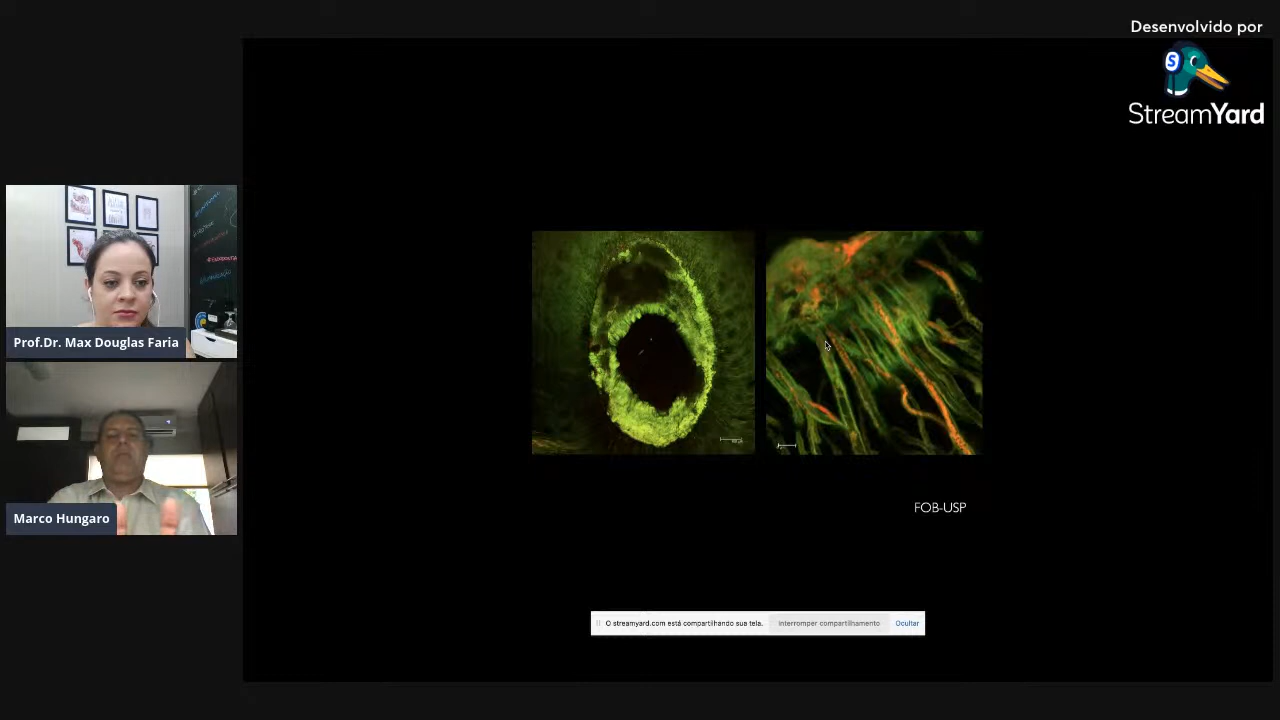 Desenvolvido por
StreamYard
Prof.Dr. Max Douglas Faria
Marco Hungaro
FOB-USP
O streamyard.com está compartilhando sua tela.
Interromper compartilhamento
Ocultar